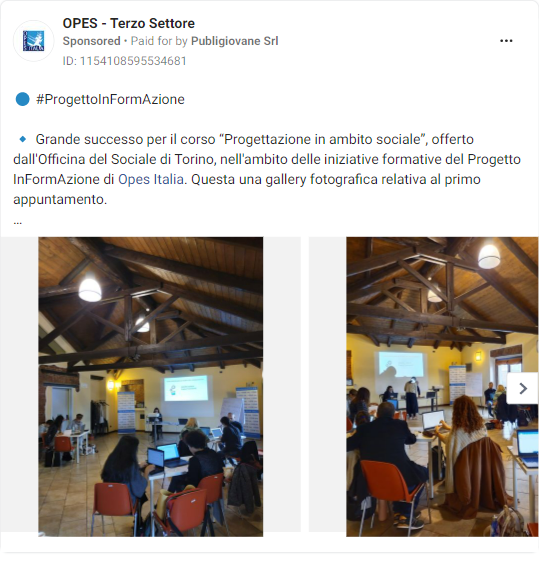 OPES - Terzo Settore
Sponsored • Paid for by Publigiovane Srl
ID: 1154108595534681
#ProgettoInFormAzione
Grande successo per il corso “Progettazione in ambito sociale”, offerto
dall'Officina del Sociale di Torino, nell'ambito delle iniziative formative del Progetto
InFormAzione di Opes Italia. Questa una gallery fotografica relativa al primo
appuntamento.
...